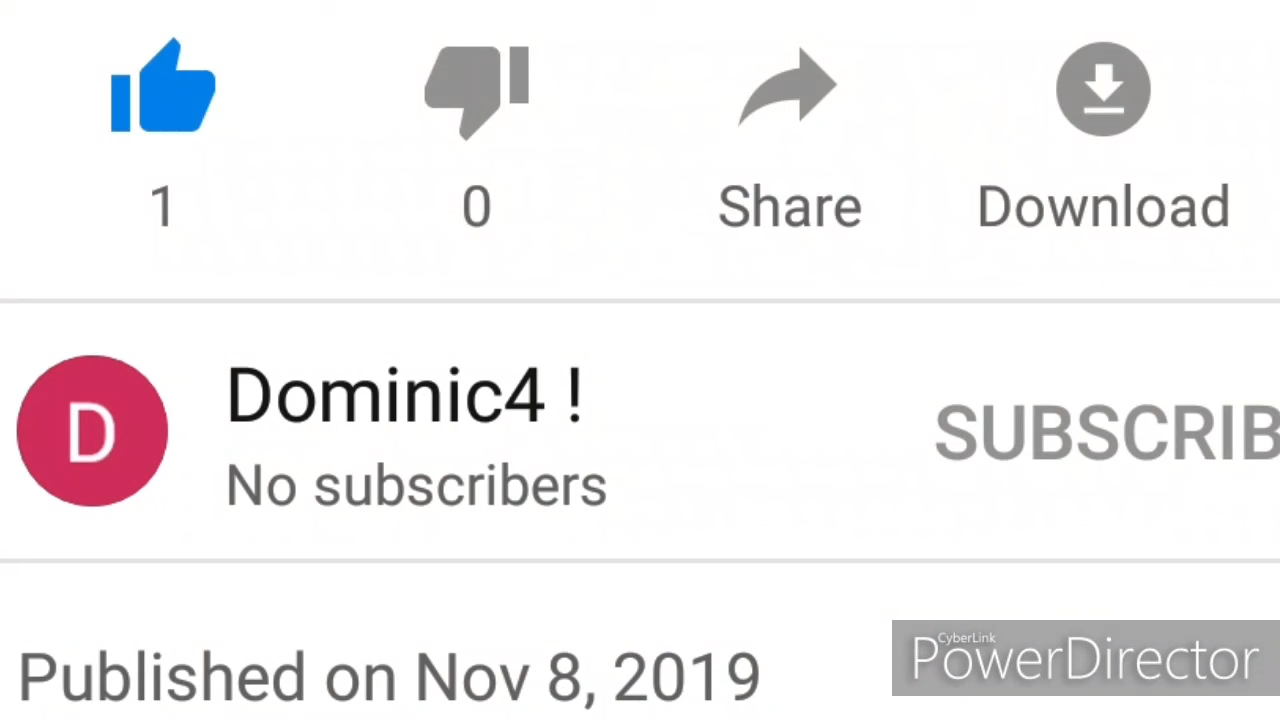 1
0
Share
Download
D
Dominic4 !
No subscribers
SUBSCRIB
Published on Nov 8, 2019
CyberLink
PowerDirector